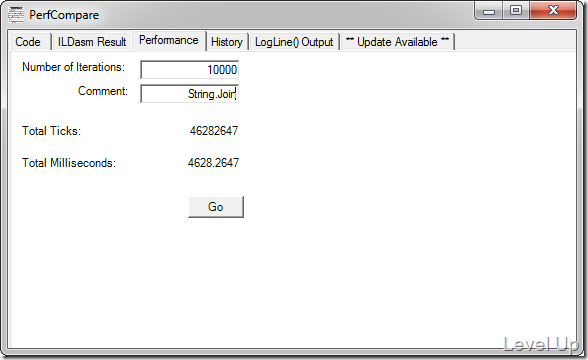 PerfCompare
Code ILDasm Result Performance History LogLine() Output ** Update Available **
Number of Iterations: 10000
Comment: String.Join
Total Ticks: 46282647
Total Milliseconds: 4628.2647
Go
Level Up